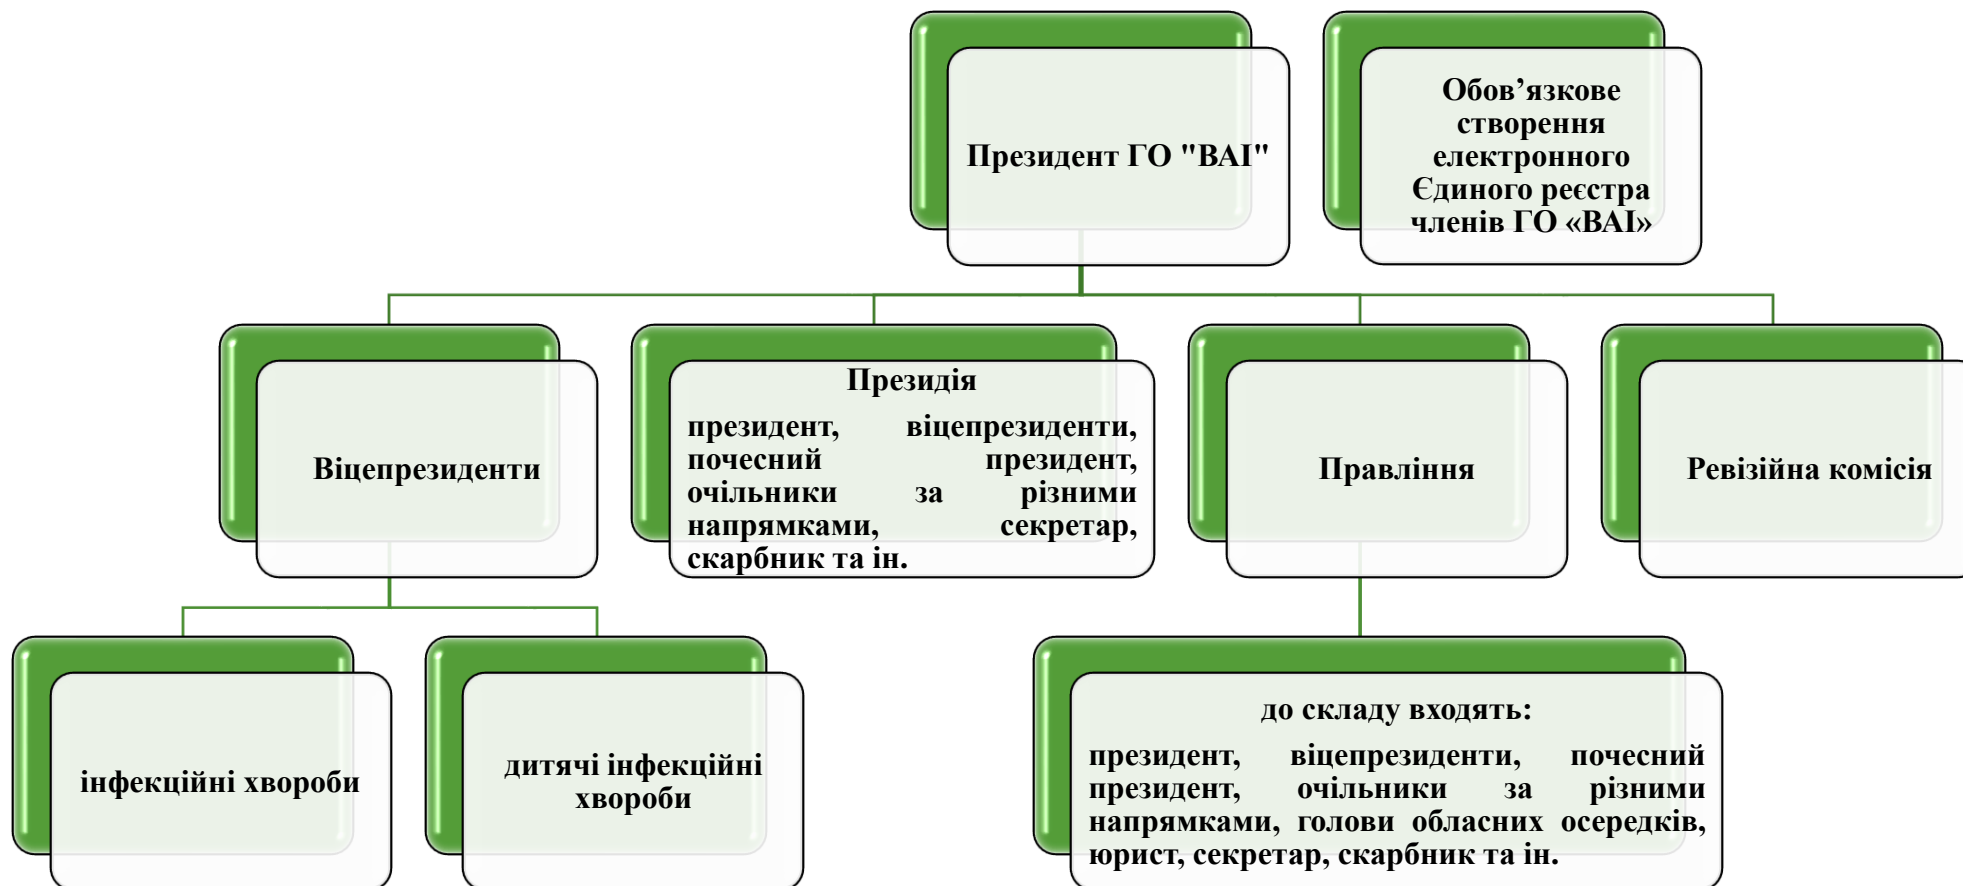 Президент ГО "ВАІ"
Обов’язкове
створення
електронного
Єдиного реєстра
членів ГО «ВАІ»
Віцепрезиденти
Президія
президент, віцепрезиденти,
почесний президент,
очільники за різними
напрямками, секретар,
скарбник та ін.
Правління
Ревізійна комісія
інфекційні хвороби
дитячі інфекційні
хвороби
до складу входять:
президент, віцепрезиденти, почесний
президент, очільники за різними
напрямками, голови обласних осередків,
юрист, секретар, скарбник та ін.